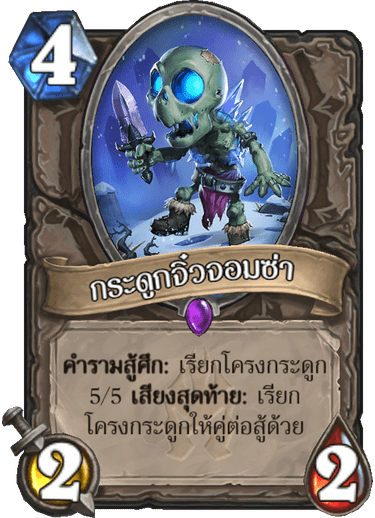 4
กระดูกจิ๋วจอมซ่า
คำรามสู้ศึก: เรียกโครงกระดูก
5/5 เสียงสุดท้าย: เรียก
โครงกระดูกให้คู่ต่อสู้ด้วย
2 2